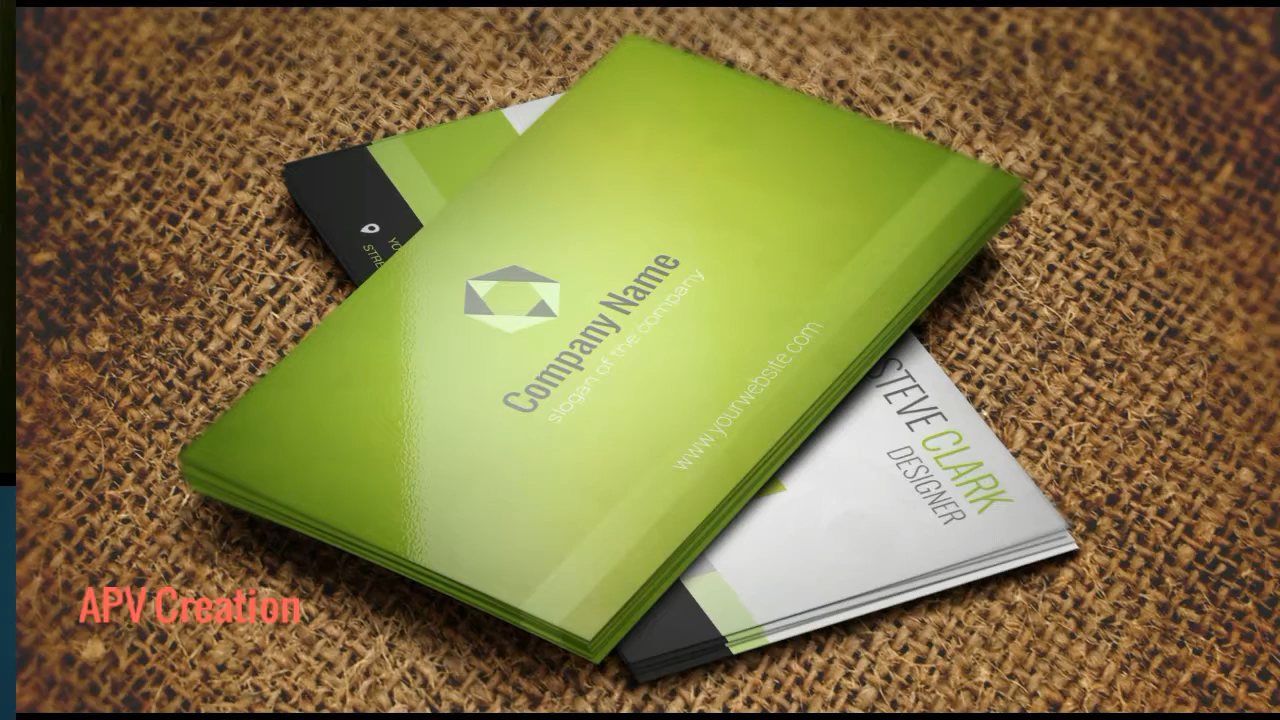 Company Name
slogan of the company
www.yourwebsite.com
STEVE CLARK
DESIGNER
APV Creation